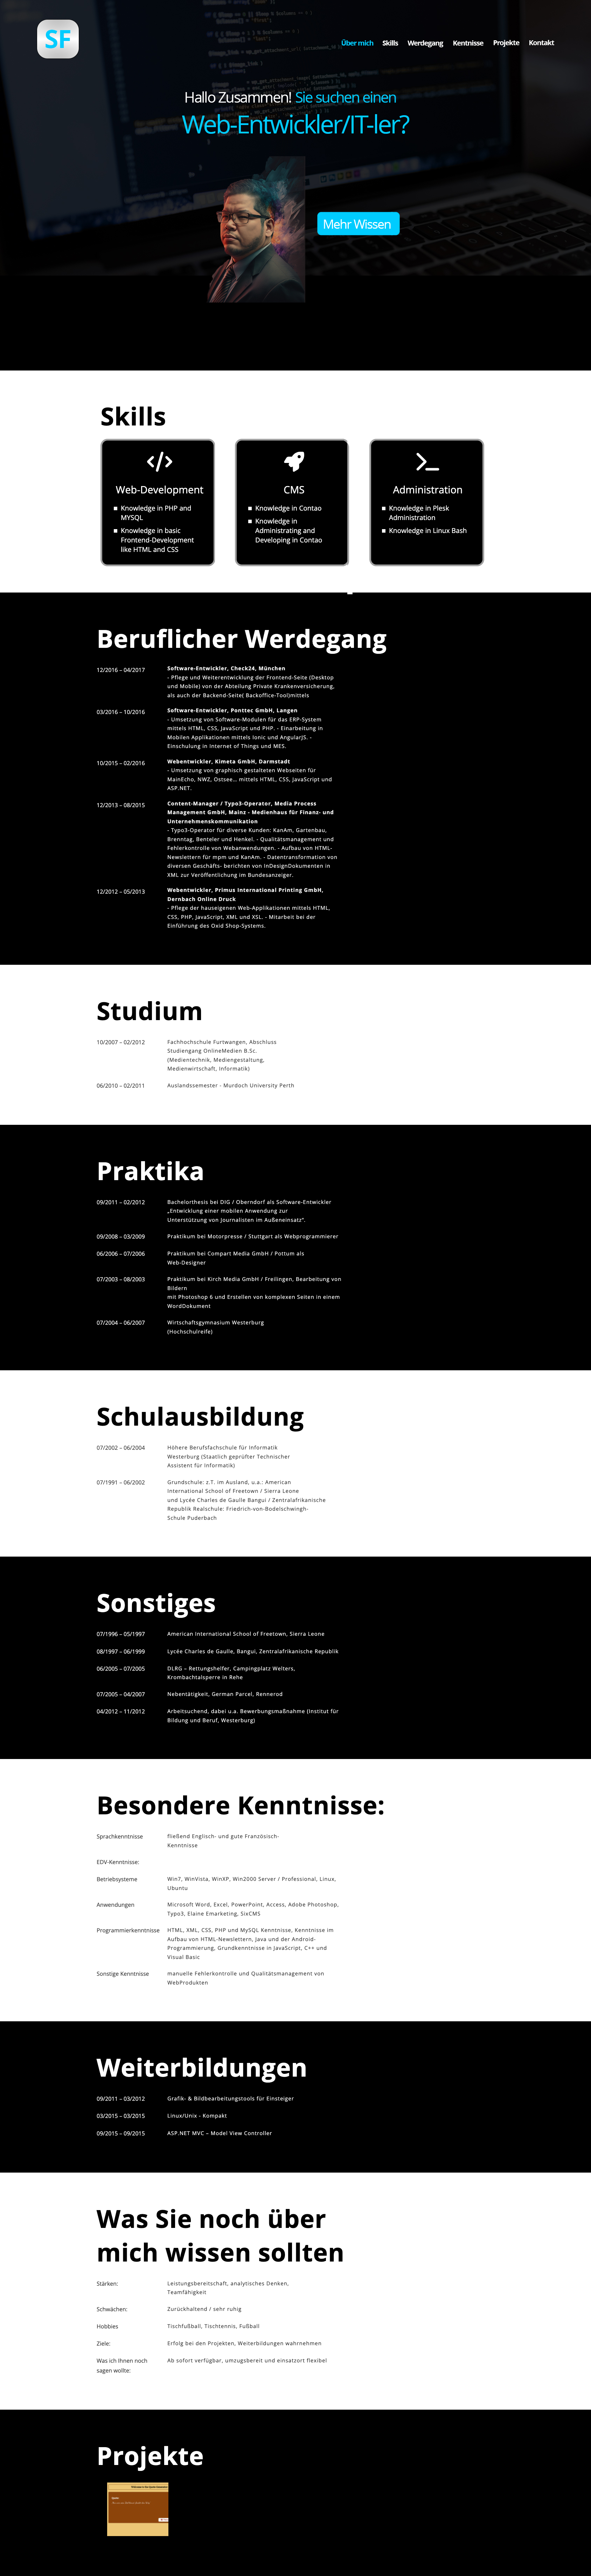 SF
Über mich Skills Werdegang Kentnisse Projekte Kontakt
Hallo Zusammen! Sie suchen einen
Web-Entwickler/IT-ler?
Mehr Wissen
Skills
Web-Development
Knowledge in PHP and
MYSQL
Knowledge in basic
Frontend-Development
like HTML and CSS
CMS
Knowledge in Contao
Knowledge in
Administrating and
Developing in Contao
Administration
Knowledge in Plesk
Administration
Knowledge in Linux Bash
Beruflicher Werdegang
12/2016 – 04/2017
Software-Entwickler, Check24, München
- Pflege und Weiterentwicklung der Frontend-Seite (Desktop
und Mobile) von der Abteilung Private Krankenversicherung,
als auch der Backend-Seite( Backoffice-Tool)mittels
03/2016 – 10/2016
Software-Entwickler, Ponttec GmbH, Langen
- Umsetzung von Software-Modulen für das ERP-System
mittels HTML, CSS, JavaScript und PHP. - Einarbeitung in
Mobilen Applikationen mittels Ionic und AngularJS. -
Einschulung in Internet of Things und MES.
10/2015 – 02/2016
Webentwickler, Kimeta GmbH, Darmstadt
- Umsetzung von graphisch gestalteten Webseiten für
MainEcho, NWZ, Ostsee... mittels HTML, CSS, JavaScript und
ASP.NET.
12/2013 – 08/2015
Content-Manager / Typo3-Operator, Media Process
Management GmbH, Mainz - Medienhaus für Finanz- und
Unternehmenskommunikation
- Typo3-Operator für diverse Kunden: KanAm, Gartenbau,
Brenntag, Benteler und Henkel. - Qualitätsmanagement und
Fehlerkontrolle von Webanwendungen. - Aufbau von HTML-
Newslettern für mpm und KanAm. - Datentransformation von
diversen Geschäfts- berichten von InDesignDokumenten in
XML zur Veröffentlichung im Bundesanzeiger.
12/2012 – 05/2013
Webentwickler, Primus International Printing GmbH,
Dernbach Online Druck
- Pflege der hauseigenen Web-Applikationen mittels HTML,
CSS, PHP, JavaScript, XML und XSL. - Mitarbeit bei der
Einführung des Oxid Shop-Systems.
Studium
10/2007 – 02/2012
Fachhochschule Furtwangen, Abschluss
Studiengang OnlineMedien B.Sc.
(Medientechnik, Mediengestaltung,
Medienwirtschaft, Informatik)
06/2010 – 02/2011
Auslandssemester - Murdoch University Perth
Praktika
09/2011 – 02/2012
Bachelorthesis bei DIG / Oberndorf als Software-Entwickler
„Entwicklung einer mobilen Anwendung zur
Unterstützung von Journalisten im Außeneinsatz“.
09/2008 – 03/2009
Praktikum bei Motorpresse / Stuttgart als Webprogrammierer
06/2006 – 07/2006
Praktikum bei Compart Media GmbH / Pottum als
Web-Designer
07/2003 – 08/2003
Praktikum bei Kirch Media GmbH / Freilingen, Bearbeitung von
Bildern
mit Photoshop 6 und Erstellen von komplexen Seiten in einem
WordDokument
07/2004 – 06/2007
Wirtschaftsgymnasium Westerburg
(Hochschulreife)
Schulausbildung
07/2002 – 06/2004
Höhere Berufsfachschule für Informatik
Westerburg (Staatlich geprüfter Technischer
Assistent für Informatik)
07/1991 – 06/2002
Grundschule: z.T. im Ausland, u.a.: American
International School of Freetown / Sierra Leone
und Lycée Charles de Gaulle Bangui / Zentralafrikanische
Republik Realschule: Friedrich-von-Bodelschwingh-
Schule Puderbach
Sonstiges
07/1996 – 05/1997
American International School of Freetown, Sierra Leone
08/1997 – 06/1999
Lycée Charles de Gaulle, Bangui, Zentralafrikanische Republik
06/2005 – 07/2005
DLRG – Rettungshelfer, Campingplatz Welters,
Krombachtalsperre in Rehe
07/2005 – 04/2007
Nebentätigkeit, German Parcel, Rennerod
04/2012 – 11/2012
Arbeitsuchend, dabei u.a. Bewerbungsmaßnahme (Institut für
Bildung und Beruf, Westerburg)
Besondere Kenntnisse:
Sprachkenntnisse
fließend Englisch- und gute Französisch-
Kenntnisse
EDV-Kenntnisse:
Betriebsysteme
Win7, WinVista, WinXP, Win2000 Server / Professional, Linux,
Ubuntu
Anwendungen
Microsoft Word, Excel, PowerPoint, Access, Adobe Photoshop,
Typo3, Elaine Emarketing, SixCMS
Programmierkenntnisse
HTML, XML, CSS, PHP und MySQL Kenntnisse, Kenntnisse im
Aufbau von HTML-Newslettern, Java und der Android-
Programmierung, Grundkenntnisse in JavaScript, C++ und
Visual Basic
Sonstige Kenntnisse
manuelle Fehlerkontrolle und Qualitätsmanagement von
WebProdukten
Weiterbildungen
09/2011 – 03/2012
Grafik- & Bildbearbeitungstools für Einsteiger
03/2015 – 03/2015
Linux/Unix - Kompakt
09/2015 – 09/2015
ASP.NET MVC – Model View Controller
Was Sie noch über
mich wissen sollten
Stärken:
Leistungsbereitschaft, analytisches Denken,
Teamfähigkeit
Schwächen:
Zurückhaltend / sehr ruhig
Hobbies
Tischfußball, Tischtennis, Fußball
Ziele:
Erfolg bei den Projekten, Weiterbildungen wahrnehmen
Was ich Ihnen noch
sagen wollte:
Ab sofort verfügbar, umzugsbereit und einsatzort flexibel
Projekte